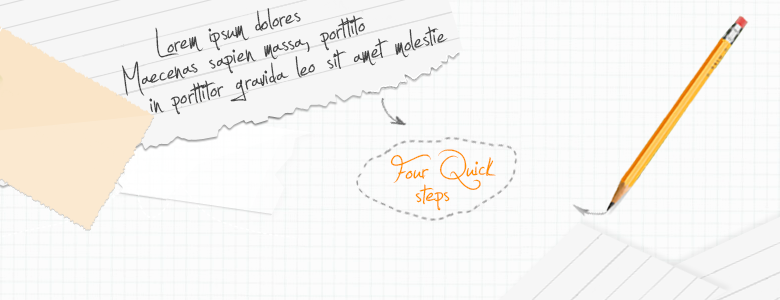 Lorem ipsum dolores
Maecenas sapien massa, porttito
in porttitor gravida leo sit amet molestie
Four Quick
steps